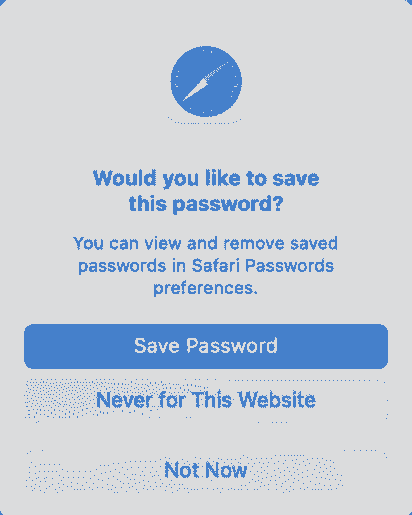 Would you like to save
this password?
You can view and remove saved
passwords in Safari Passwords
preferences.
Save Password
Never for This Website
Not Now